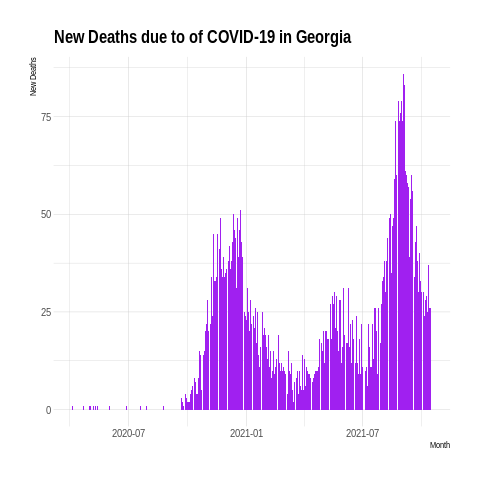 New Deaths due to of COVID-19 in Georgia
New Deaths
75
50
25
0
2020-07
2021-01
2021-07
Month